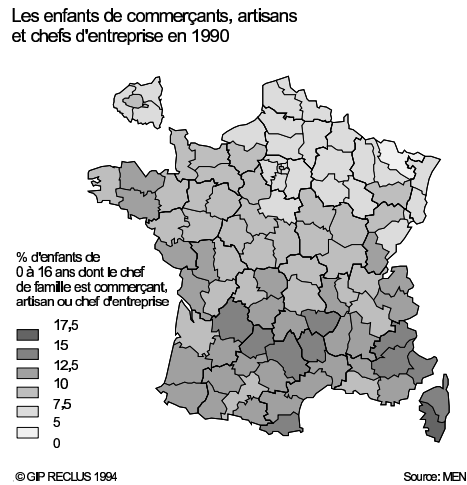 Les enfants de commerçants, artisans
et chefs d'entreprise en 1990
% d'enfants de
0 à 16 ans dont le chef
de famille est commerçant,
artisan ou chef d'entreprise
17,5
15
12,5
10
7,5
5
0
© GIP RECLUS 1994
Source: MEN